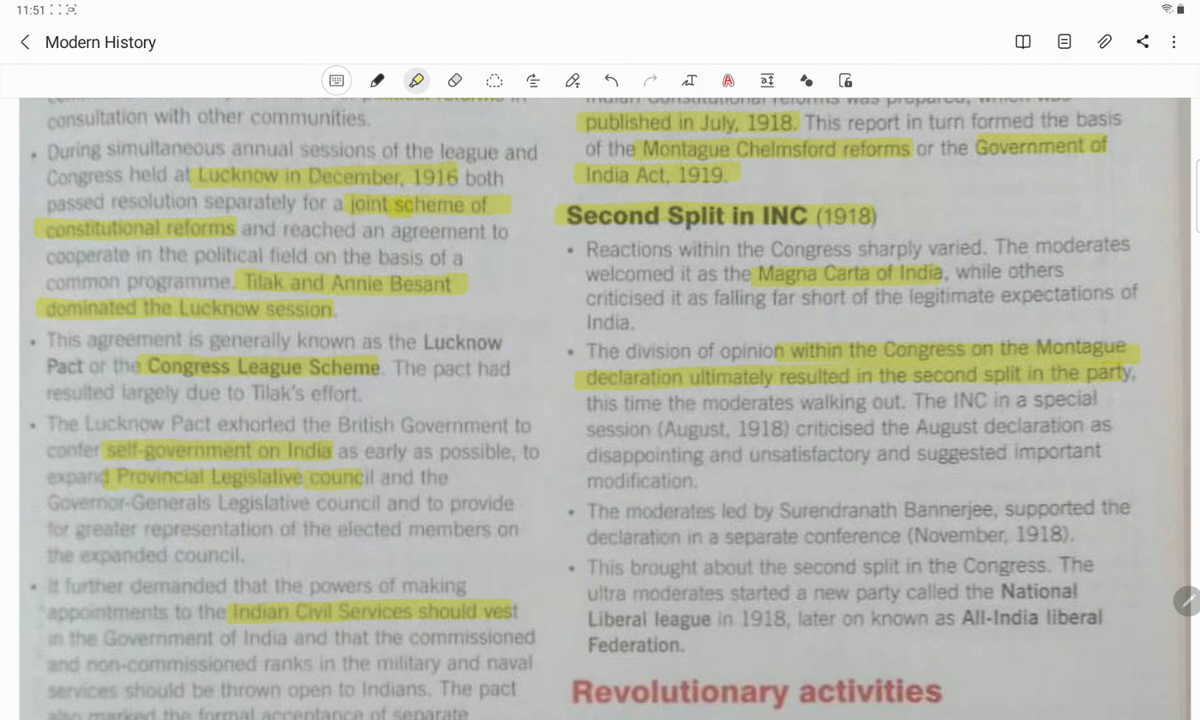 11:51
Modern History
consultation with other communities.
• During simultaneous annual sessions of the league and
Congress held at Lucknow in December, 1916 both
passed resolution separately for a joint scheme of
constitutional reforms and reached an agreement to
cooperate in the political field on the basis of a
common programme. Tilak and Annie Besant
dominated the Lucknow session.
• This agreement is generally known as the Lucknow
Pact or the Congress League Scheme. The pact had
resulted largely due to Tilak's effort.
• The Lucknow Pact exhorted the British Government to
confer self-government on India as early as possible, to
expand Provincial Legislative council and the
Governor-Generals Legislative council and to provide
for greater representation of the elected members on
the expanded council.
• It further demanded that the powers of making
appointments to the Indian Civil Services should vest
in the Government of India and that the commissioned
and non-commissioned ranks in the military and naval
services should be thrown open to Indians. The pact
also marked the formal acceptance of separate
Indian Constitutional reforms was prepared, which was
published in July, 1918. This report in turn formed the basis
of the Montague Chelmsford reforms or the Government of
India Act, 1919.
Second Split in INC (1918)
• Reactions within the Congress sharply varied. The moderates
welcomed it as the Magna Carta of India, while others
criticised it as falling far short of the legitimate expectations of
India.
• The division of opinion within the Congress on the Montague
declaration ultimately resulted in the second split in the party,
this time the moderates walking out. The INC in a special
session (August, 1918) criticised the August declaration as
disappointing and unsatisfactory and suggested important
modification.
• The moderates led by Surendranath Bannerjee, supported the
declaration in a separate conference (November, 1918).
• This brought about the second split in the Congress. The
ultra moderates started a new party called the National
Liberal league in 1918, later on known as All-India liberal
Federation.
Revolutionary activities